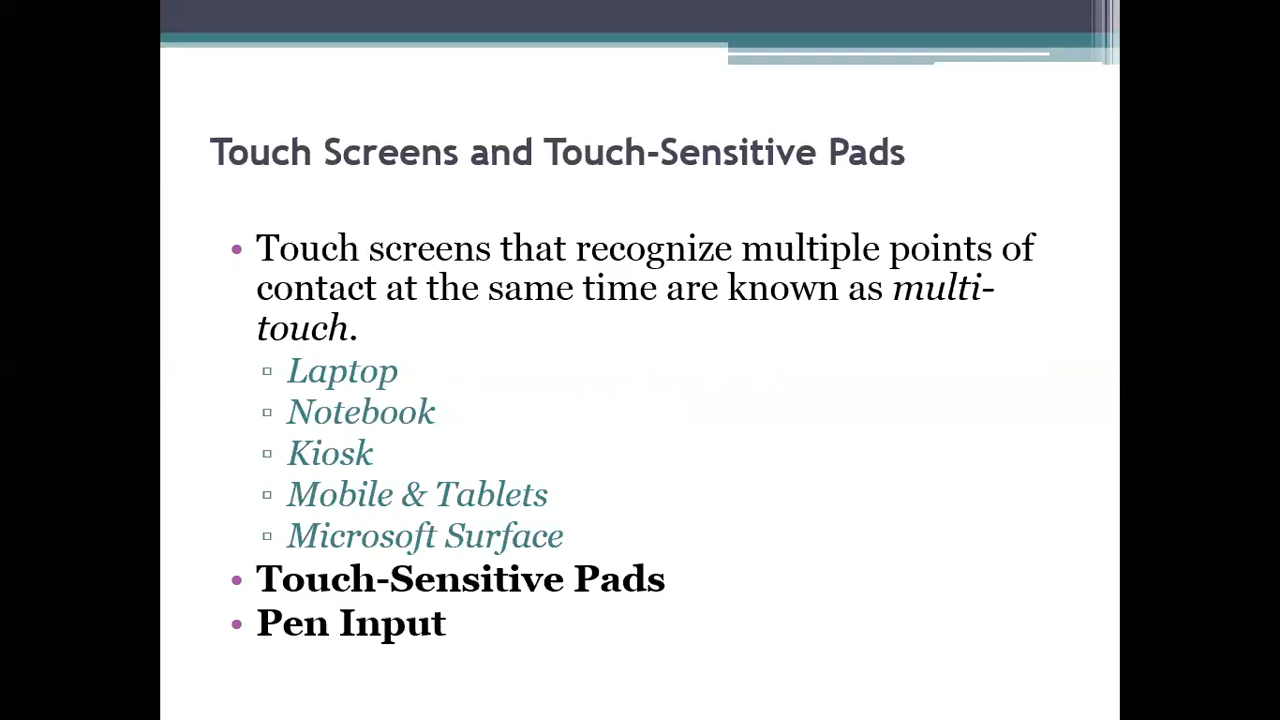 Touch Screens and Touch-Sensitive Pads
• Touch screens that recognize multiple points of
contact at the same time are known as multi-
touch.
▫ Laptop
▫ Notebook
▫ Kiosk
▫ Mobile & Tablets
▫ Microsoft Surface
• Touch-Sensitive Pads
• Pen Input